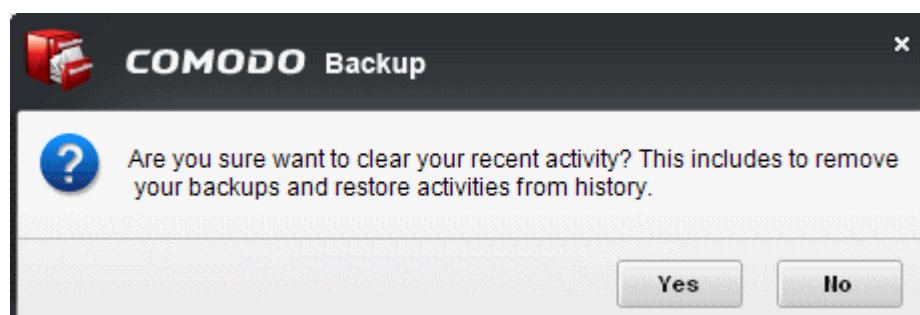 COMODO Backup
Are you sure want to clear your recent activity? This includes to remove
your backups and restore activities from history.
Yes No